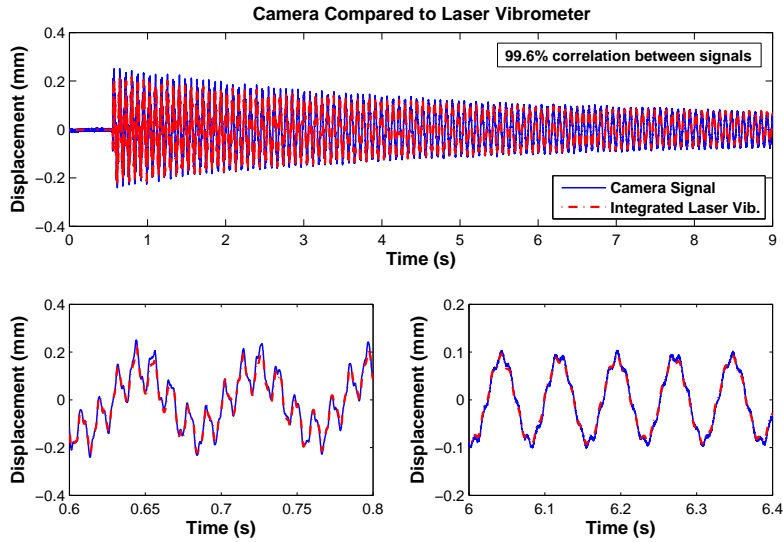 Camera Compared to Laser Vibrometer
99.6% correlation between signals
Displacement (mm)
0.4
0.2
0
−0.2
−0.4
Camera Signal
Integrated Laser Vib.
0 1 2 3 4 5 6 7 8 9
Time (s)
Displacement (mm)
0.4
0.2
0
−0.2
−0.4
0.6 0.65 0.7 0.75 0.8
Time (s)
Displacement (mm)
0.2
0.1
0
−0.1
−0.2
6 6.1 6.2 6.3 6.4
Time (s)